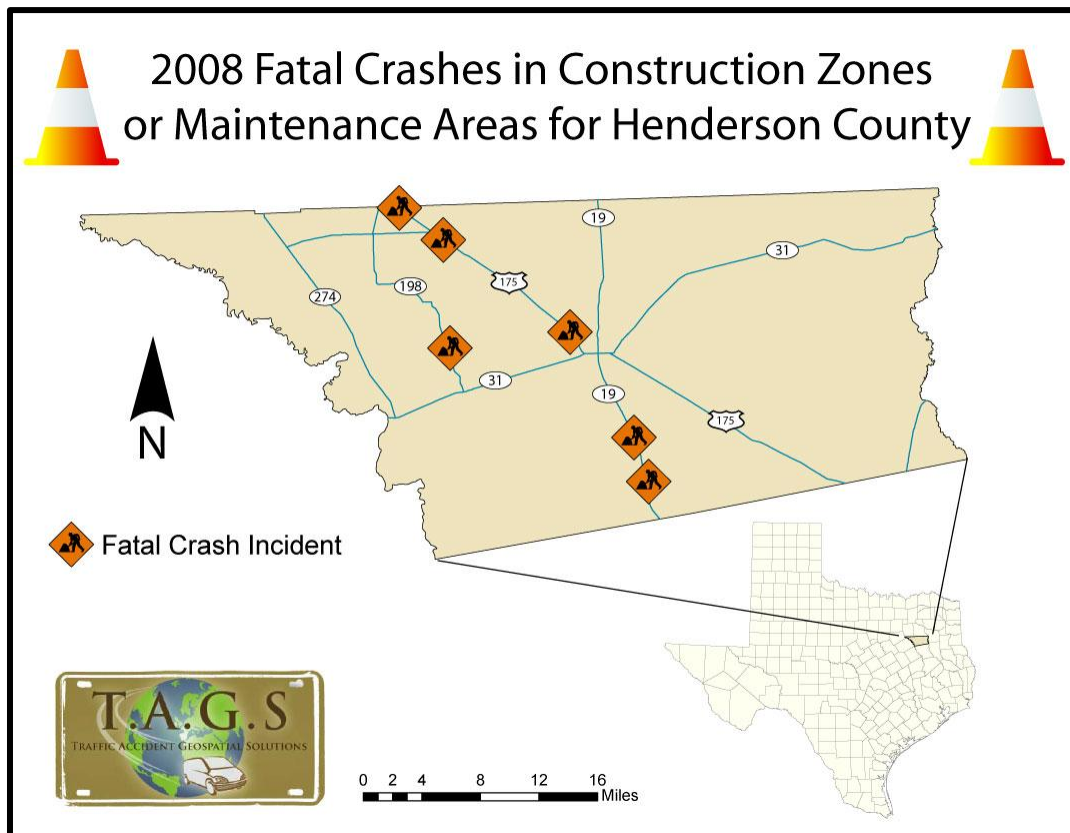 2008 Fatal Crashes in Construction Zones
or Maintenance Areas for Henderson County
19
31
175
198
274
31
19
175
N
Fatal Crash Incident
T.A.G.S
TRAFFIC ACCIDENT GEOSPATIAL SOLUTIONS
0 2 4 8 12 16
Miles